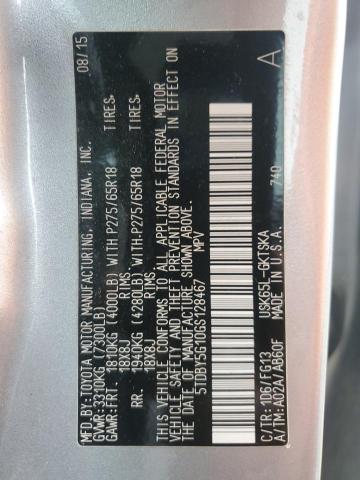 MFD. BY:TOYOTA MOTOR MANUFACTURING, INDIANA, INC. 08/15
GVWR:3310KG (7300LB)
GAWR:FRT. 1810KG (4000LB) WITH-P275/65R18 TIRES
18X8J RIMS
RR. 1940KG (4280LB) WITH-P275/65R18 TIRES
18X8J RIMS
THIS VEHICLE CONFORMS TO ALL APPLICABLE FEDERAL MOTOR
VEHICLE SAFETY AND THEFT PREVENTION STANDARDS IN EFFECT ON
THE DATE OF MANUFACTURE SHOWN ABOVE.
5TDBY5G10GS128467 MPV
USK65L-GKTSKA
C/TR:1D6/FG13 740 A
A/TM:A02A/AB60F MADE IN U.S.A.